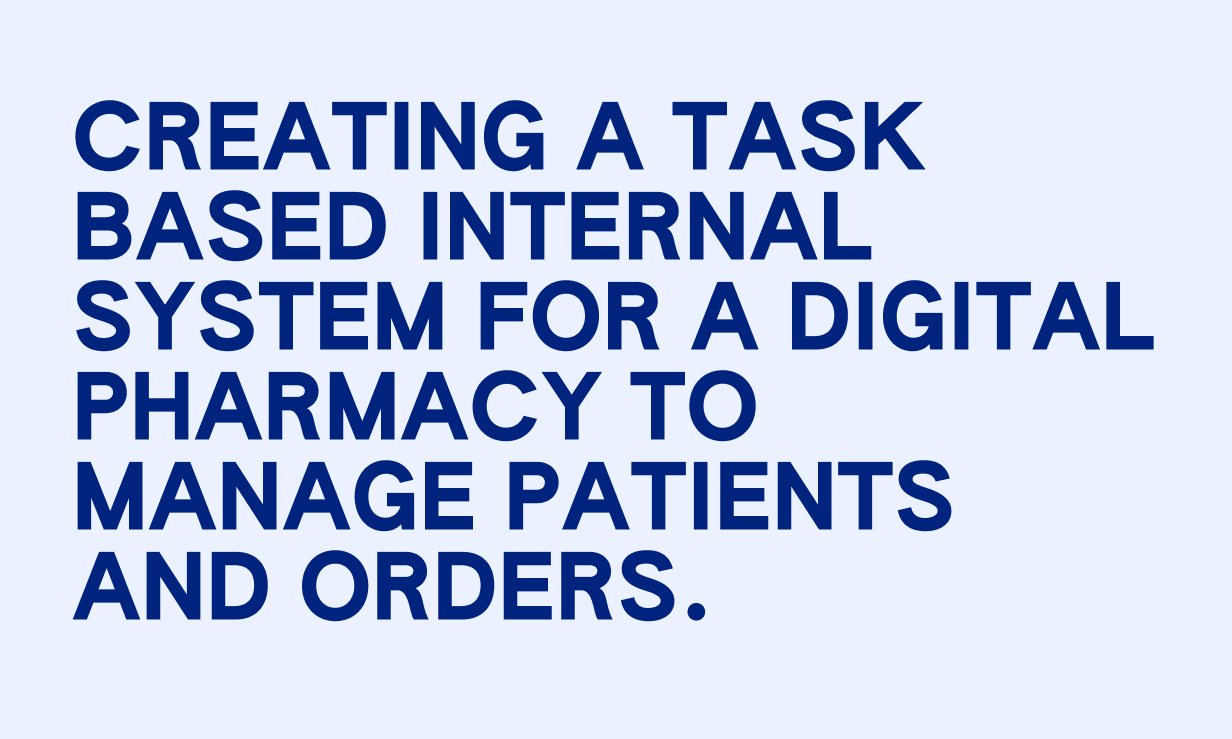 CREATING A TASK
BASED INTERNAL
SYSTEM FOR A DIGITAL
PHARMACY TO
MANAGE PATIENTS
AND ORDERS.